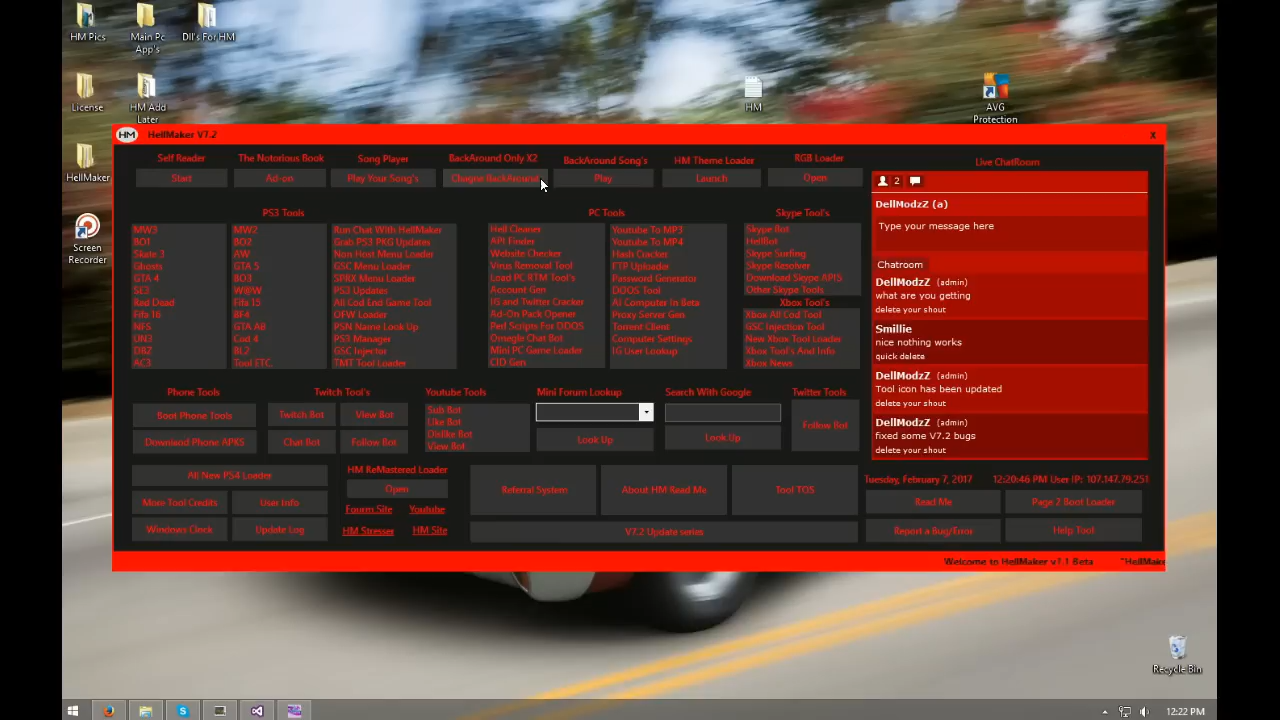 HM Pics
Main Pc
App's
Dll's For HM
License
HM Add
Later
HM
AVG
Protection
HellMaker
Screen
Recorder
HM
HellMaker V7.2
x
Self Reader
The Notorious Book
Song Player
BackAround Only X2
BackAround Song's
HM Theme Loader
RGB Loader
Live ChatRoom
Start
Ad-on
Play Your Song's
Chaigne BackAround
Play
Launch
Open
2
DellModzZ (a)
Type your message here
PS3 Tools
PC Tools
Skype Tool's
MW3
BO1
Skate 3
Ghosts
GTA 4
SE3
Red Dead
Fifa 16
NFS
UN3
DBZ
AC3
MW2
BO2
AW
GTA 5
BO3
W@W
Fifa 15
BF4
GTA AB
Cod 4
BL2
Tool ETC.
Run Chat With HellMaker
Grab PS3 PKG Updates
Non Host Menu Loader
GSC Menu Loader
SPRX Menu Loader
PS3 Updates
All Cod End Game Tool
OFW Loader
PSN Name Look Up
PS3 Manager
GSC Injector
TMT Tool Loader
Hell Cleaner
API Finder
Website Checker
Virus Removal Tool
Load PC RTM Tool's
Account Gen
IG and Twitter Cracker
Ad-On Pack Opener
Perl Scripts For DDOS
Omegle Chat Bot
Mini PC Game Loader
CID Gen
Youtube To MP3
Youtube To MP4
Hash Cracker
FTP Uploader
Password Generator
DDOS Tool
AI Computer In Beta
Proxy Server Gen
Torrent Client
Computer Settings
IG User Lookup
Skype Bot
HellBot
Skype Surfing
Skype Resolver
Download Skype APIS
Other Skype Tools
Xbox Tool's
Xbox All Cod Tool
GSC Injection Tool
New Xbox Tool Loader
Xbox Tool's And Info
Xbox News
Chatroom
DellModzZ (admin)
what are you getting
delete your shout
Smillie
nice nothing works
quick delete
DellModzZ (admin)
Tool icon has been updated
delete your shout
DellModzZ (admin)
fixed some V7.2 bugs
delete your shout
Phone Tools
Twitch Tool's
Youtube Tools
Mini Forum Lookup
Search With Google
Twitter Tools
Boot Phone Tools
Downland Phone APKS
Twitch Bot
View Bot
Chat Bot
Follow Bot
Sub Bot
Like Bot
Dislike Bot
View Bot
Look Up
Look Up
Follow Bot
All New PS4 Loader
More Tool Credits
User Info
Windows Clock
Update Log
HM ReMastered Loader
Open
Fourm Site
Youtube
HM Stresser
HM Site
Referral System
About HM Read Me
Tool TOS
V7.2 Update series
Tuesday, February 7, 2017
12:20:46 PM User IP: 107.147.79.251
Read Me
Page 2 Boot Loader
Report a Bug/Error
Help Tool
Welcome to HellMaker v7.1 Beta
"HellMake
Recycle Bin
12:22 PM